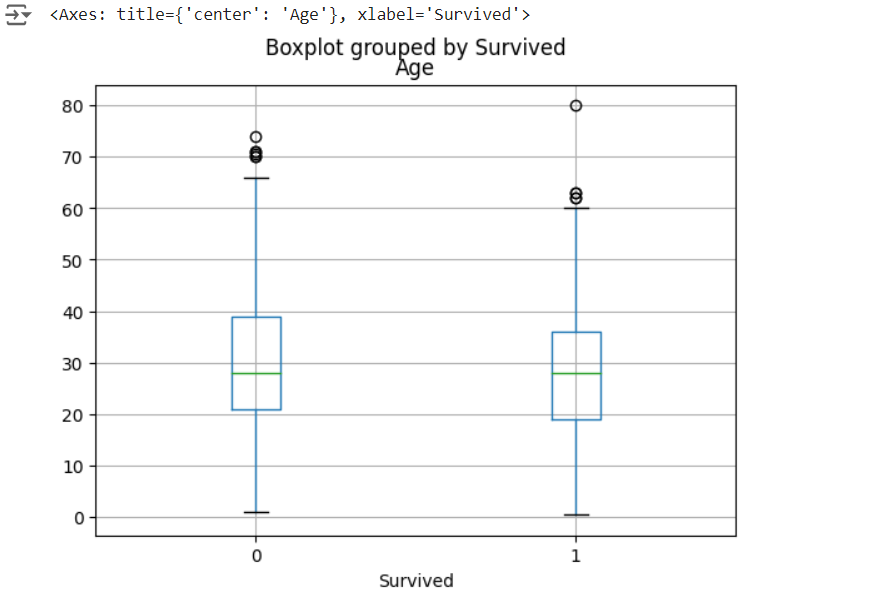 <Axes: title={'center': 'Age'}, xlabel='Survived'>
Boxplot grouped by Survived
Age
80
70
60
50
40
30
20
10
0
0 1
Survived